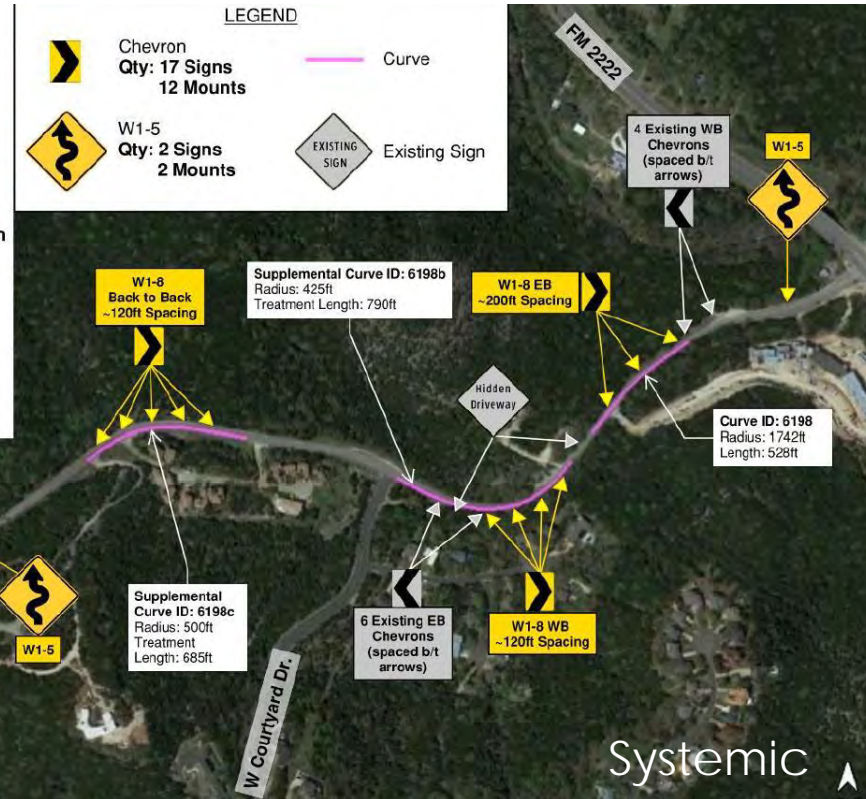 LEGEND
Chevron
Qty: 17 Signs
12 Mounts
Curve
W1-5
Qty: 2 Signs
2 Mounts
EXISTING
SIGN
Existing Sign
FM 2222
4 Existing WB
Chevrons
(spaced b/t
arrows)
W1-5
n
W1-8
Back to Back
~120ft Spacing
Supplemental Curve ID: 6198b
Radius: 425ft
Treatment Length: 790ft
W1-8 EB
~200ft Spacing
Hidden
Driveway
Curve ID: 6198
Radius: 1742ft
Length: 528ft
W1-5
Supplemental
Curve ID: 6198c
Radius: 500ft
Treatment
Length: 685ft
6 Existing EB
Chevrons
(spaced b/t
arrows)
W1-8 WB
~120ft Spacing
W Courtyard Dr.
Systemic